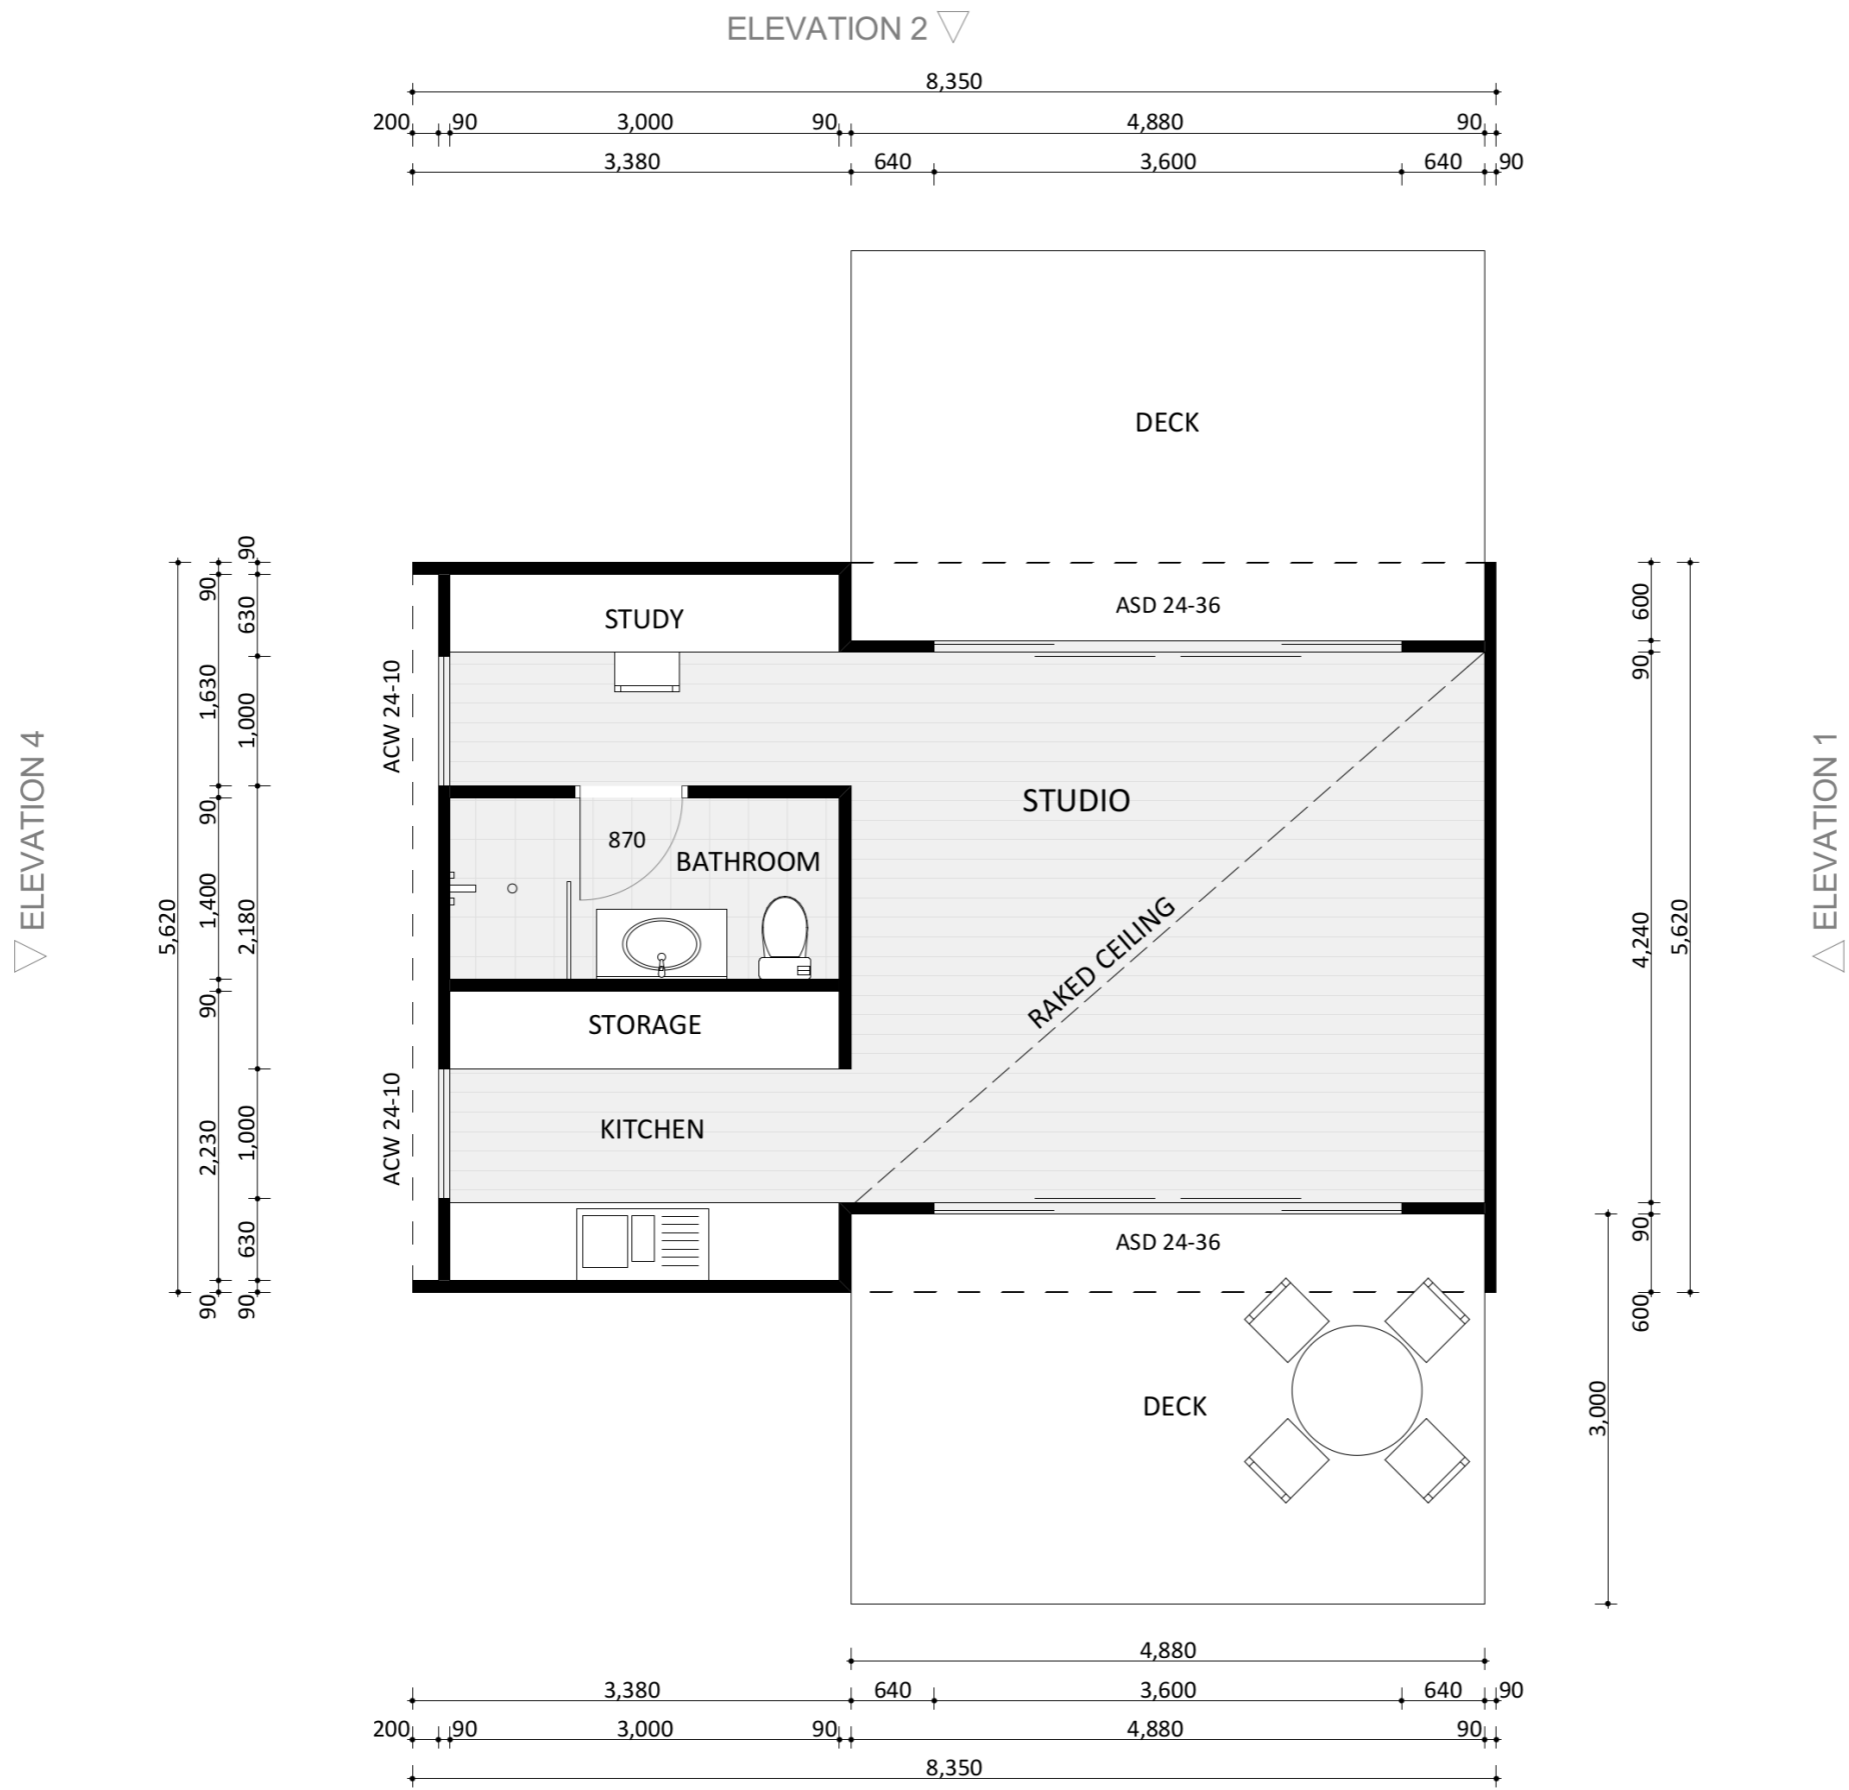 ELEVATION 2
8,350
200 90 3,000 90 4,880 90
3,380 640 3,600 640 90
DECK
90
90
630
600
STUDY
ASD 24-36
ACW 24-10
1,630
1,000
90
ELEVATION 4
ELEVATION 1
STUDIO
90
870
BATHROOM
5,620
1,400
2,180
4,240
5,620
RAKED CEILING
90
STORAGE
ACW 24-10
KITCHEN
2,230
1,000
630
90
ASD 24-36
90
90
600
DECK
3,000
4,880
3,380 640 3,600 640 90
200 90 3,000 90 4,880 90
8,350